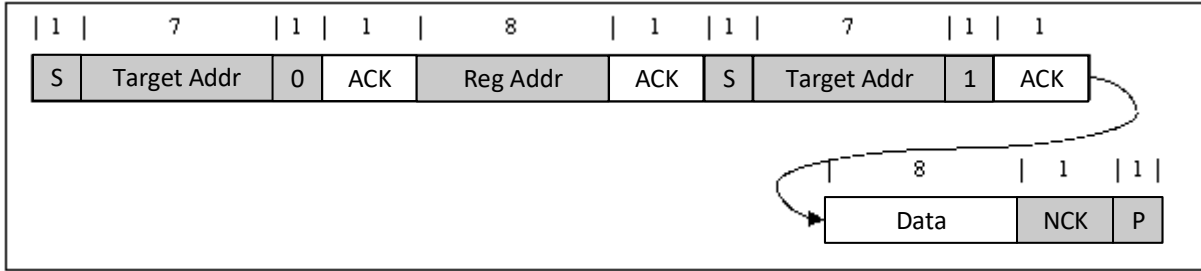 | 1 | 7 | 1 | 1 | 8 | 1 | 1 | 7 | 1 | 1
S Target Addr 0 ACK Reg Addr ACK S Target Addr 1 ACK
| 8 | 1 | 1 |
Data NCK P